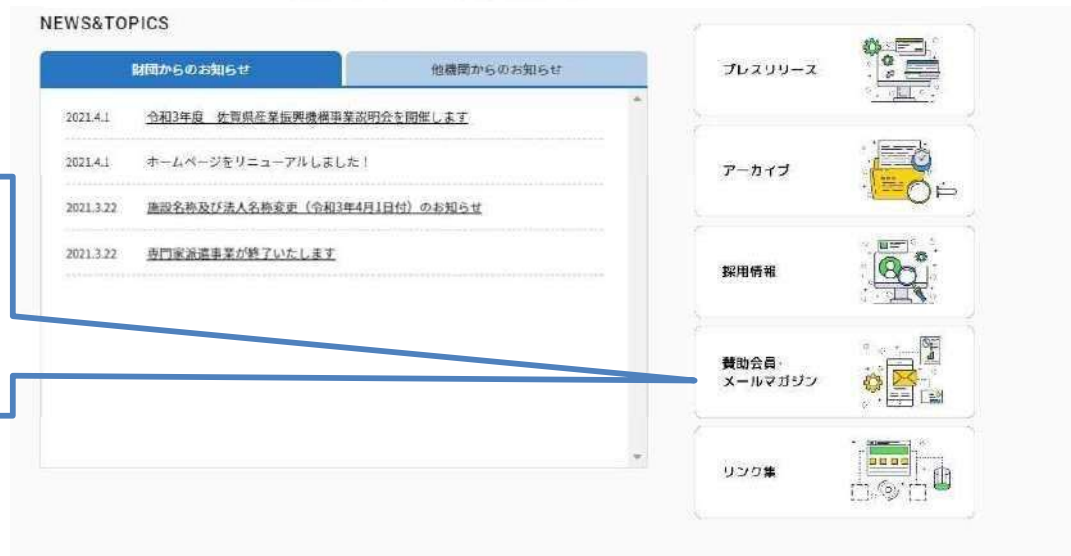 NEWS&TOPICS
財団からのお知らせ
他機関からのお知らせ
2021.4.1 令和3年度 佐賀県産業振興機構事業説明会を開催します
2021.4.1 ホームページをリニューアルしました！
2021.3.22 施設名称及び法人名称変更（令和3年4月1日付）のお知らせ
2021.3.22 専門家派遣事業が終了いたします
プレスリリース
アーカイブ
採用情報
賛助会員・
メールマガジン
リンク集